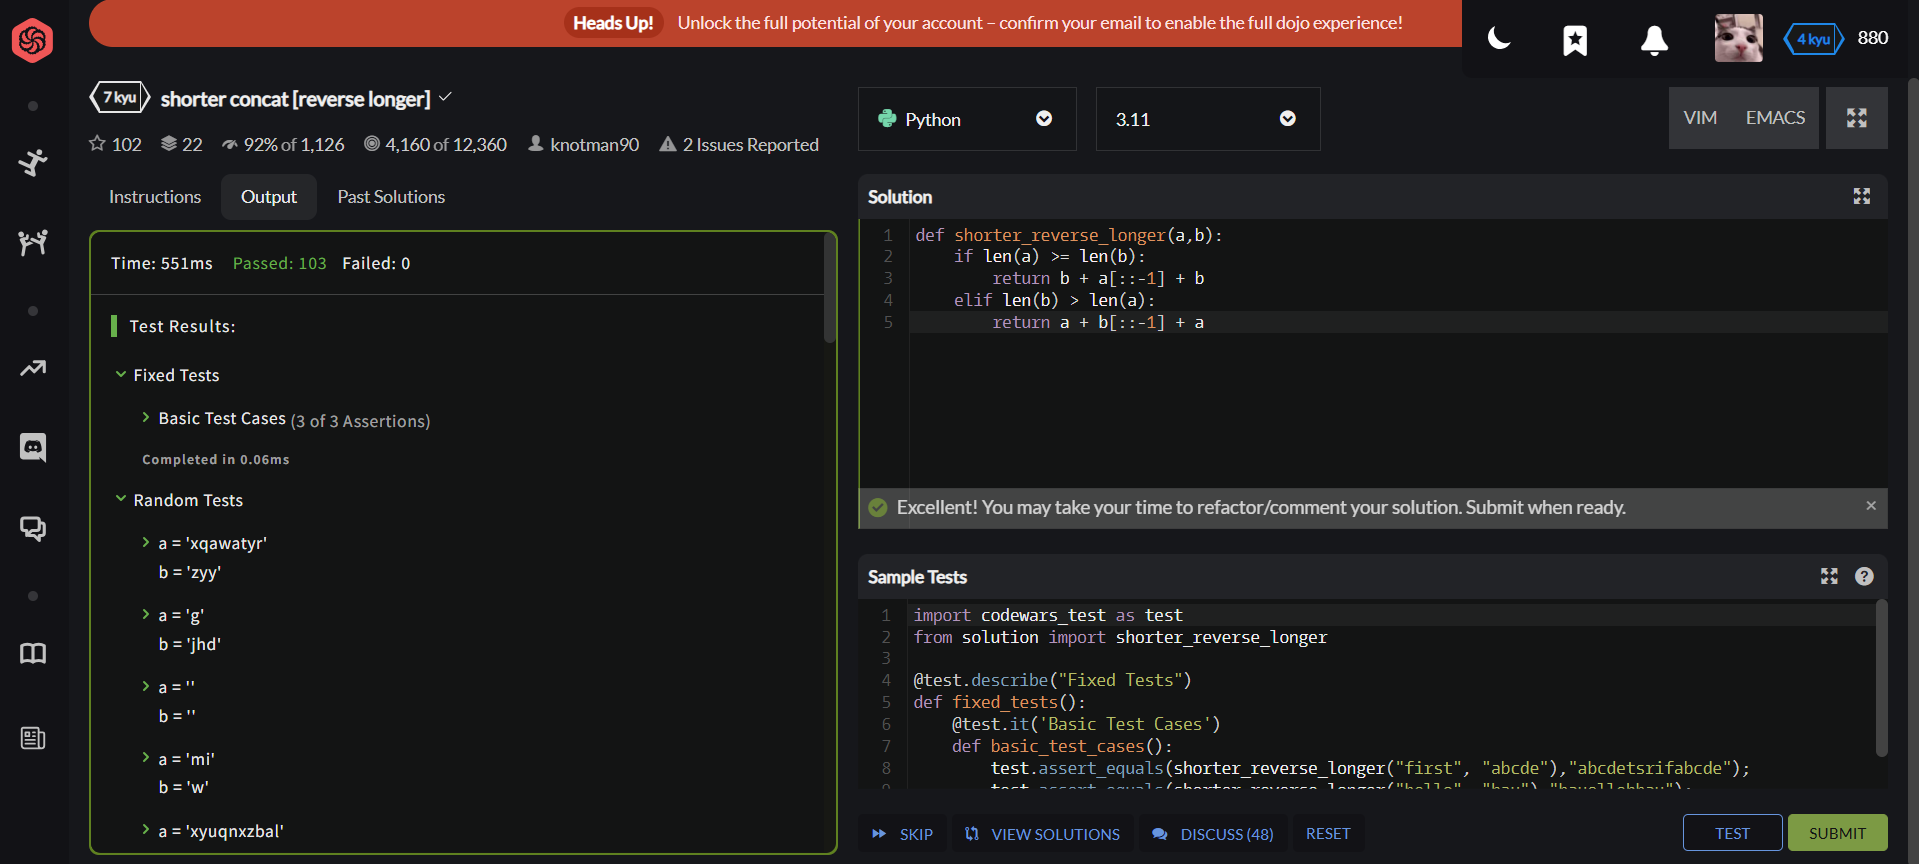 Heads Up! Unlock the full potential of your account – confirm your email to enable the full dojo experience!
4 kyu 880
7 kyu shorter concat [reverse longer]
102 22 92% of 1,126 4,160 of 12,360 knotman90 2 Issues Reported
Instructions Output Past Solutions
Time: 551ms Passed: 103 Failed: 0
Test Results:
Fixed Tests
Basic Test Cases (3 of 3 Assertions)
Completed in 0.06ms
Random Tests
a = 'xqawatyr'
b = 'zyy'
a = 'g'
b = 'jhd'
a = ''
b = ''
a = 'mi'
b = 'w'
a = 'xyuqnxzbal'
Python 3.11 VIM EMACS
Solution
1 def shorter_reverse_longer(a,b):
2 if len(a) >= len(b):
3 return b + a[::-1] + b
4 elif len(b) > len(a):
5 return a + b[::-1] + a
Excellent! You may take your time to refactor/comment your solution. Submit when ready. ×
Sample Tests ?
1 import codewars_test as test
2 from solution import shorter_reverse_longer
3
4 @test.describe("Fixed Tests")
5 def fixed_tests():
6 @test.it('Basic Test Cases')
7 def basic_test_cases():
8 test.assert_equals(shorter_reverse_longer("first", "abcde"),"abcdetsrifabcde");
9 test.assert_equals(shorter_reverse_longer("hello", "bau"),"bauollehbau");
SKIP VIEW SOLUTIONS DISCUSS (48) RESET TEST SUBMIT